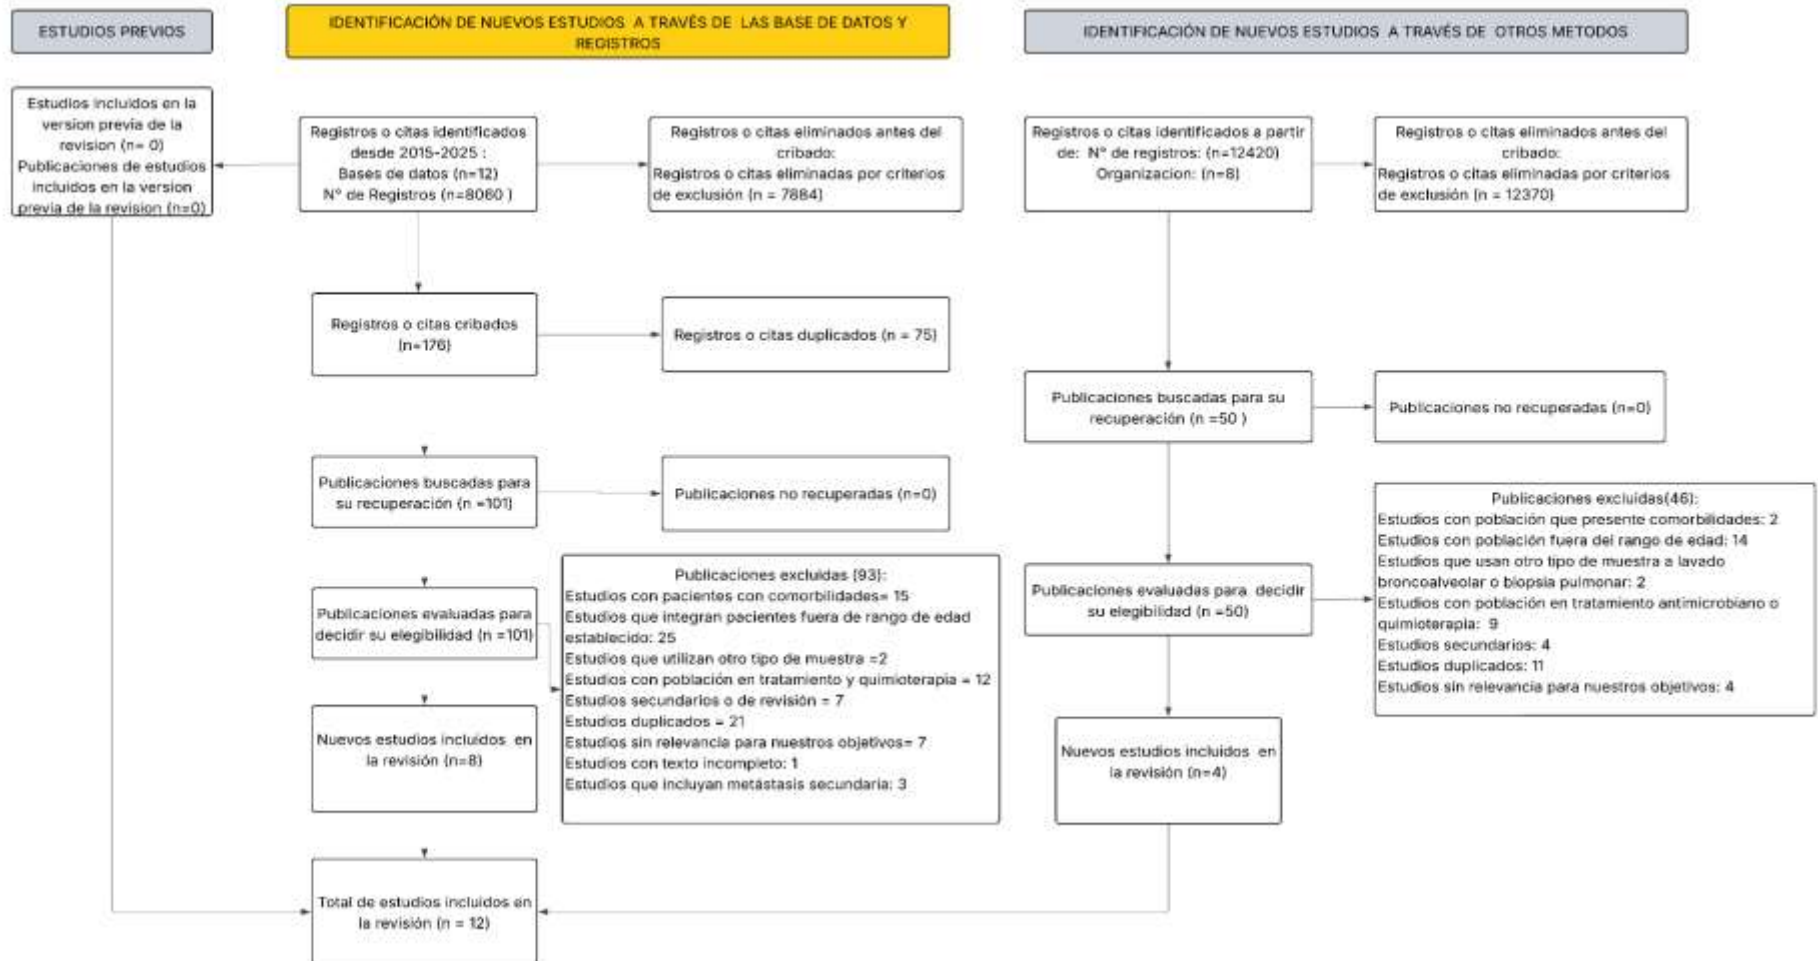 ESTUDIOS PREVIOS
IDENTIFICACIÓN DE NUEVOS ESTUDIOS A TRAVÉS DE LAS BASE DE DATOS Y
REGISTROS
IDENTIFICACIÓN DE NUEVOS ESTUDIOS A TRAVÉS DE OTROS METODOS
Estudios incluidos en la
version previa de la
revision (n= 0)
Publicaciones de estudios
incluidos en la version
previa de la revision (n=0)
Registros o citas identificados
desde 2015-2025 :
Bases de datos (n=12)
N° de Registros (n=8060 )
Registros o citas eliminados antes del
cribado:
Registros o citas eliminadas por criterios
de exclusión (n = 7884)
Registros o citas identificados a partir
de: N° de registros: (n=12420)
Organizacion: (n=8)
Registros o citas eliminados antes del
cribado:
Registros o citas eliminadas por criterios
de exclusión (n = 12370)
Registros o citas cribados
(n=176)
Registros o citas duplicados (n = 75)
Publicaciones buscadas para su
recuperación (n =50 )
Publicaciones no recuperadas (n=0)
Publicaciones buscadas para
su recuperación (n =101)
Publicaciones no recuperadas (n=0)
Publicaciones excluidas(46):
Estudios con población que presente comorbilidades: 2
Estudios con población fuera del rango de edad: 14
Estudios que usan otro tipo de muestra a lavado
broncoalveolar o biopsia pulmonar: 2
Estudios con población en tratamiento antimicrobiano o
quimioterapia: 9
Estudios secundarios: 4
Estudios duplicados: 11
Estudios sin relevancia para nuestros objetivos: 4
Publicaciones evaluadas para
decidir su elegibilidad (n =101)
Publicaciones excluidas (93):
Estudios con pacientes con comorbilidades= 15
Estudios que integran pacientes fuera de rango de edad
establecido: 25
Estudios que utilizan otro tipo de muestra =2
Estudios con población en tratamiento y quimioterapia = 12
Estudios secundarios o de revisión = 7
Estudios duplicados = 21
Estudios sin relevancia para nuestros objetivos= 7
Estudios con texto incompleto: 1
Estudios que incluyan metástasis secundaria: 3
Publicaciones evaluadas para decidir
su elegibilidad (n =50)
Nuevos estudios incluidos en
la revisión (n=8)
Nuevos estudios incluidos en
la revisión (n=4)
Total de estudios incluidos en
la revisión (n = 12)